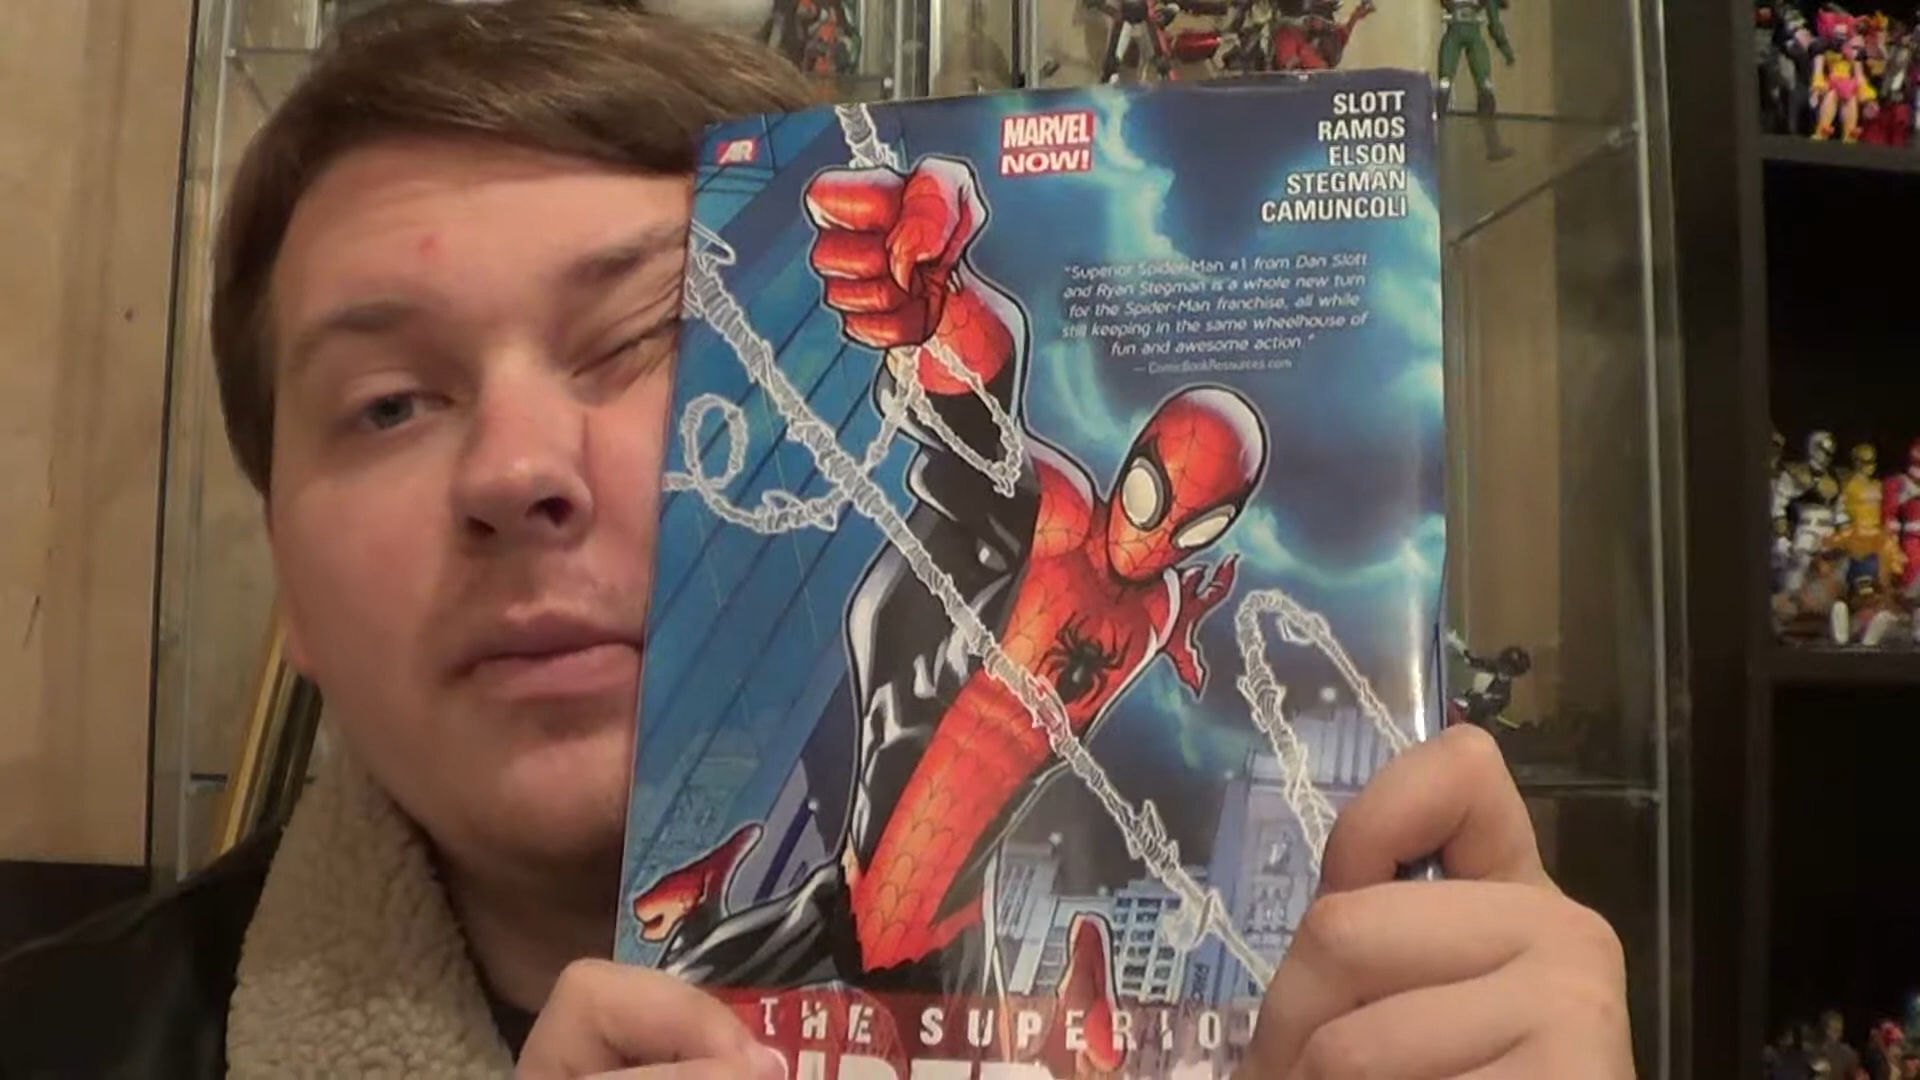 AR
MARVEL
NOW!
SLOTT
RAMOS
ELSON
STEGMAN
CAMUNCOLI
"Superior Spider-Man #1 from Dan Slott
and Ryan Stegman is a whole new turn
for the Spider-Man franchise, all while
still keeping in the same wheelhouse of
fun and awesome action."
— ComicBookResources.com
THE SUPERIO